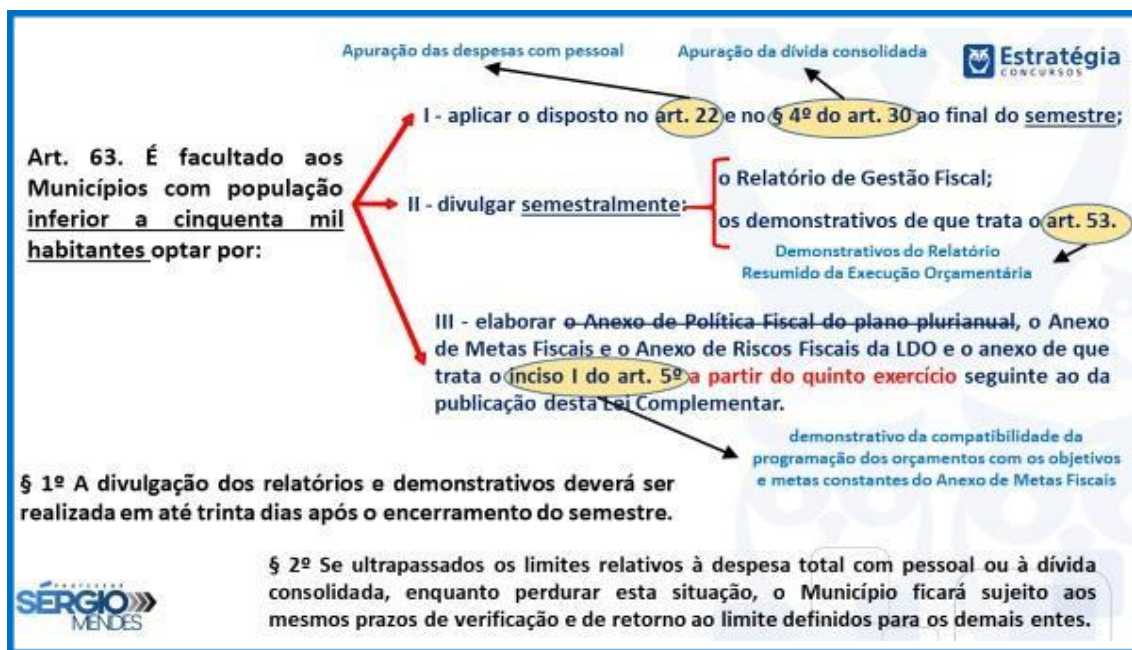 Apuração das despesas com pessoal
Apuração da dívida consolidada
Estratégia
CONCURSOS
I - aplicar o disposto no art. 22 e no § 4º do art. 30 ao final do semestre;
Art. 63. É facultado aos
Municípios com população
inferior a cinquenta mil
habitantes optar por:
II - divulgar semestralmente:
o Relatório de Gestão Fiscal;
os demonstrativos de que trata o art. 53.
Demonstrativos do Relatório
Resumido da Execução Orçamentária
III - elaborar o Anexo de Política Fiscal do plano plurianual, o Anexo
de Metas Fiscais e o Anexo de Riscos Fiscais da LDO e o anexo de que
trata o inciso I do art. 5º a partir do quinto exercício seguinte ao da
publicação desta Lei Complementar.
demonstrativo da compatibilidade da
programação dos orçamentos com os objetivos
e metas constantes do Anexo de Metas Fiscais
§ 1º A divulgação dos relatórios e demonstrativos deverá ser
realizada em até trinta dias após o encerramento do semestre.
§ 2º Se ultrapassados os limites relativos à despesa total com pessoal ou à dívida
consolidada, enquanto perdurar esta situação, o Município ficará sujeito aos
mesmos prazos de verificação e de retorno ao limite definidos para os demais entes.
PROFESSOR
SÉRGIO
MENDES